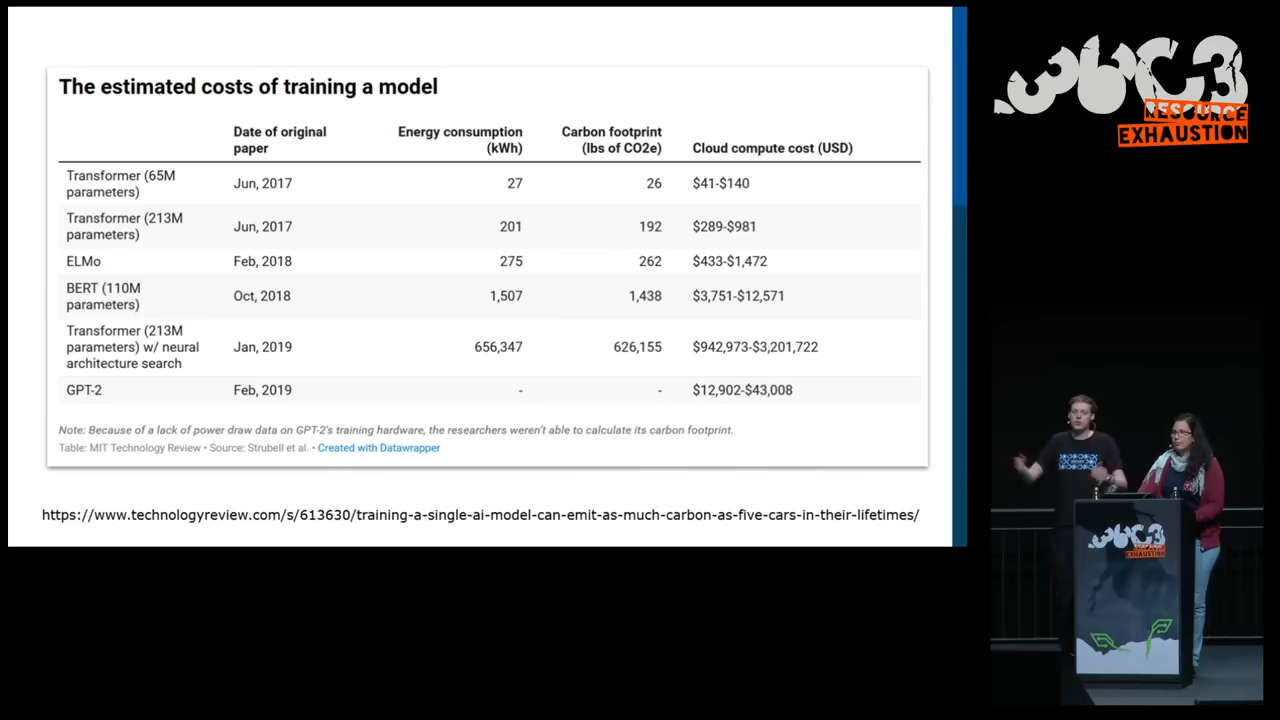 The estimated costs of training a model
Date of original paper
Energy consumption (kWh)
Carbon footprint (lbs of CO2e)
Cloud compute cost (USD)
Transformer (65M parameters) Jun, 2017 27 26 $41-$140
Transformer (213M parameters) Jun, 2017 201 192 $289-$981
ELMo Feb, 2018 275 262 $433-$1,472
BERT (110M parameters) Oct, 2018 1,507 1,438 $3,751-$12,571
Transformer (213M parameters) w/ neural architecture search Jan, 2019 656,347 626,155 $942,973-$3,201,722
GPT-2 Feb, 2019 - - $12,902-$43,008
Note: Because of a lack of power draw data on GPT-2's training hardware, the researchers weren't able to calculate its carbon footprint.
Table: MIT Technology Review • Source: Strubell et al. • Created with Datawrapper
https://www.technologyreview.com/s/613630/training-a-single-ai-model-can-emit-as-much-carbon-as-five-cars-in-their-lifetimes/
36C3
RESOURCE
EXHAUSTION
36C3
EXHAUSTION